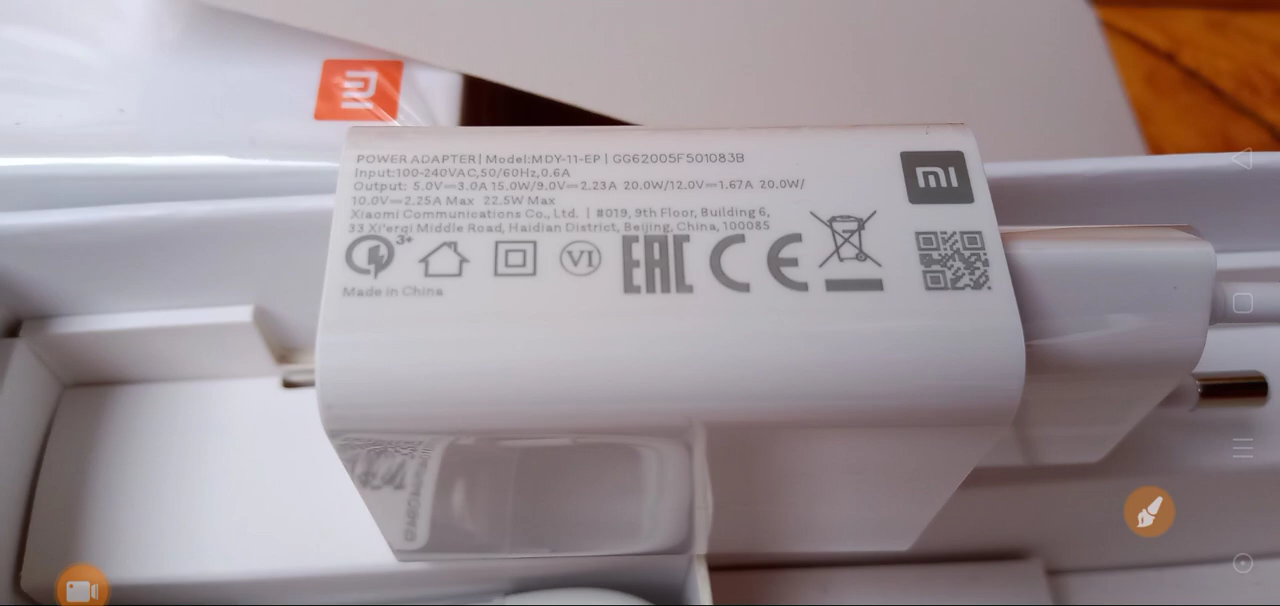 POWER ADAPTER | Model:MDY-11-EP | GG62005F501083B
Input:100-240VAC,50/60Hz,0.6A
Output: 5.0V⎓3.0A 15.0W/9.0V⎓2.23A 20.0W/12.0V⎓1.67A 20.0W/
10.0V⎓2.25A Max 22.5W Max
Xiaomi Communications Co., Ltd. | #019, 9th Floor, Building 6,
33 Xi'erqi Middle Road, Haidian District, Beijing, China, 100085
3+ VI EAC CE
Made in China
mi
mi